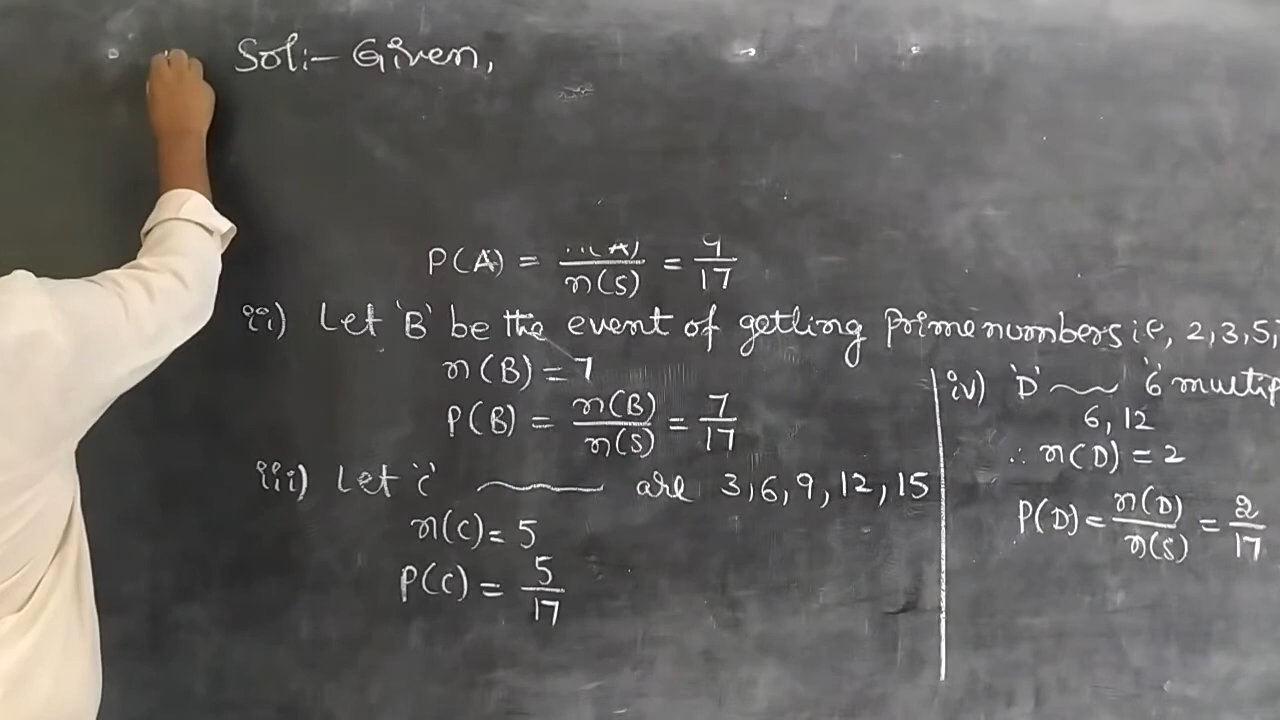 Sol:- Given,
P(A) = n(A)/n(S) = 9/17
ii) Let 'B' be the event of getting prime numbers i.e, 2,3,5,
n(B) = 7
P(B) = n(B)/n(S) = 7/17
iii) Let 'C' are 3,6,9,12,15
n(C) = 5
P(C) = 5/17
iv) 'D' '6 multip
6, 12
∴ n(D) = 2
P(D) = n(D)/n(S) = 2/17